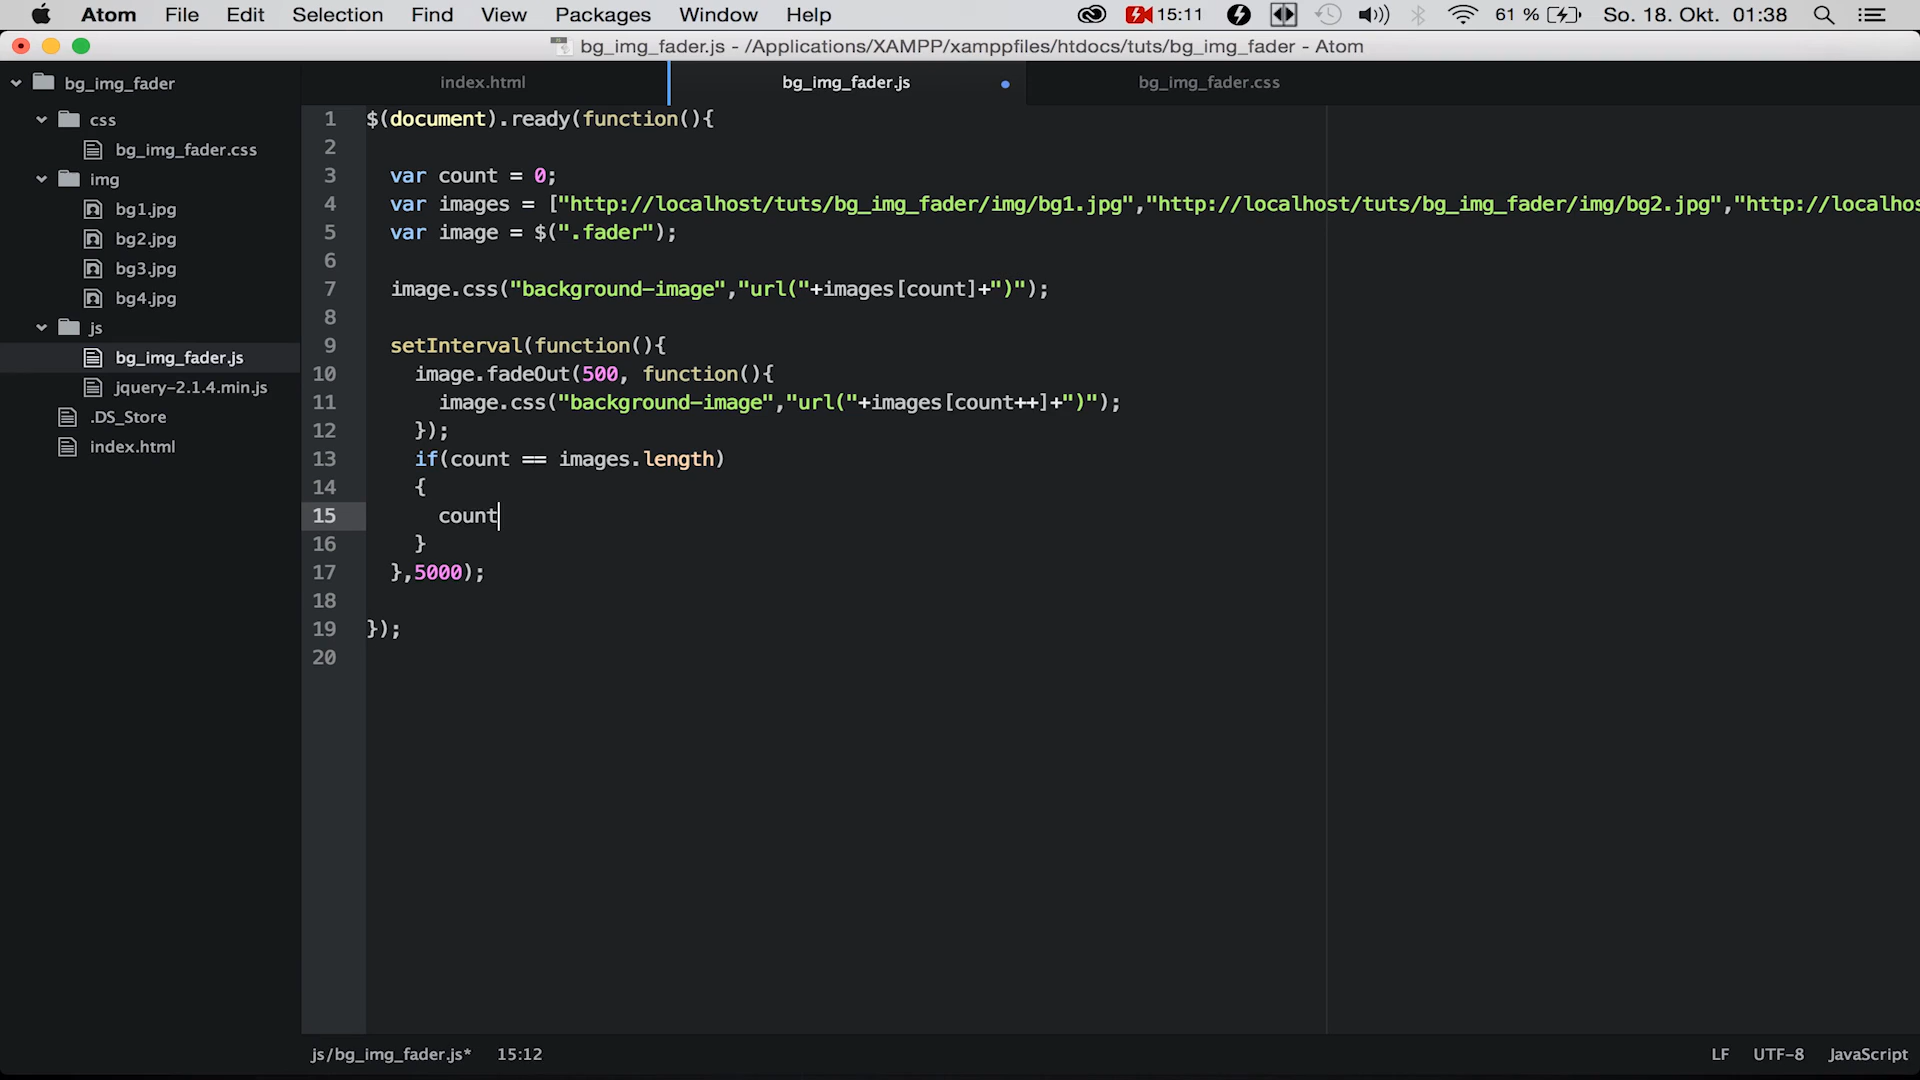 Atom File Edit Selection Find View Packages Window Help 15:11 61 % So. 18. Okt. 01:38
bg_img_fader.js - /Applications/XAMPP/xamppfiles/htdocs/tuts/bg_img_fader - Atom
bg_img_fader
css
bg_img_fader.css
img
bg1.jpg
bg2.jpg
bg3.jpg
bg4.jpg
js
bg_img_fader.js
jquery-2.1.4.min.js
.DS_Store
index.html
index.html bg_img_fader.js bg_img_fader.css
1 $(document).ready(function(){
2
3 var count = 0;
4 var images = ["http://localhost/tuts/bg_img_fader/img/bg1.jpg","http://localhost/tuts/bg_img_fader/img/bg2.jpg","http://localhos
5 var image = $(".fader");
6
7 image.css("background-image","url("+images[count]+")");
8
9 setInterval(function(){
10 image.fadeOut(500, function(){
11 image.css("background-image","url("+images[count++]+")");
12 });
13 if(count == images.length)
14 {
15 count
16 }
17 },5000);
18
19 });
20
js/bg_img_fader.js* 15:12 LF UTF-8 JavaScript